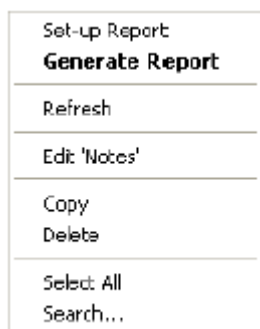 Set-up Report
Generate Report
Refresh
Edit 'Notes'
Copy
Delete
Select All
Search...